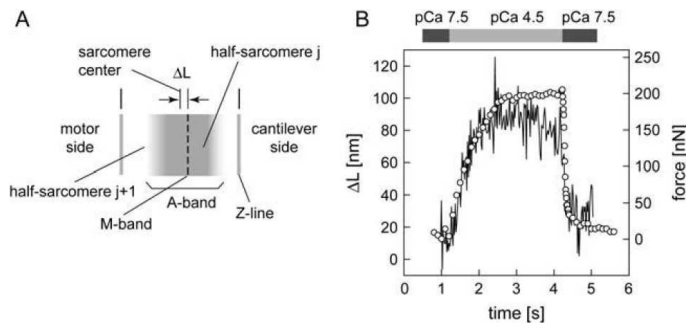 A
sarcomere
center
ΔL
half-sarcomere j
motor
side
cantilever
side
half-sarcomere j+1
M-band
A-band
Z-line
B
pCa 7.5 pCa 4.5 pCa 7.5
120
100
80
60
40
20
0
ΔL [nm]
250
200
150
100
50
0
force [nN]
0 1 2 3 4 5 6
time [s]